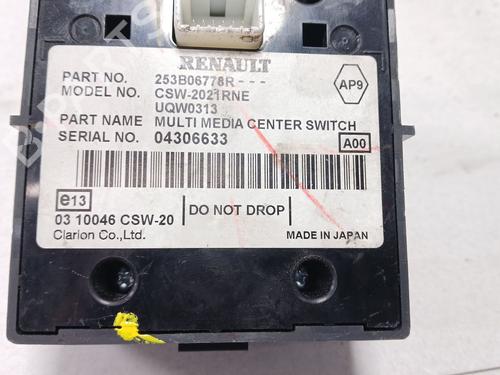 RENAULT
PART NO. 253B06778R---
MODEL NO. CSW-2021RNE
UQW0313
AP9
PART NAME MULTI MEDIA CENTER SWITCH
SERIAL NO. 04306633
A00
e13
03 10046 CSW-20
DO NOT DROP
Clarion Co.,Ltd.
MADE IN JAPAN